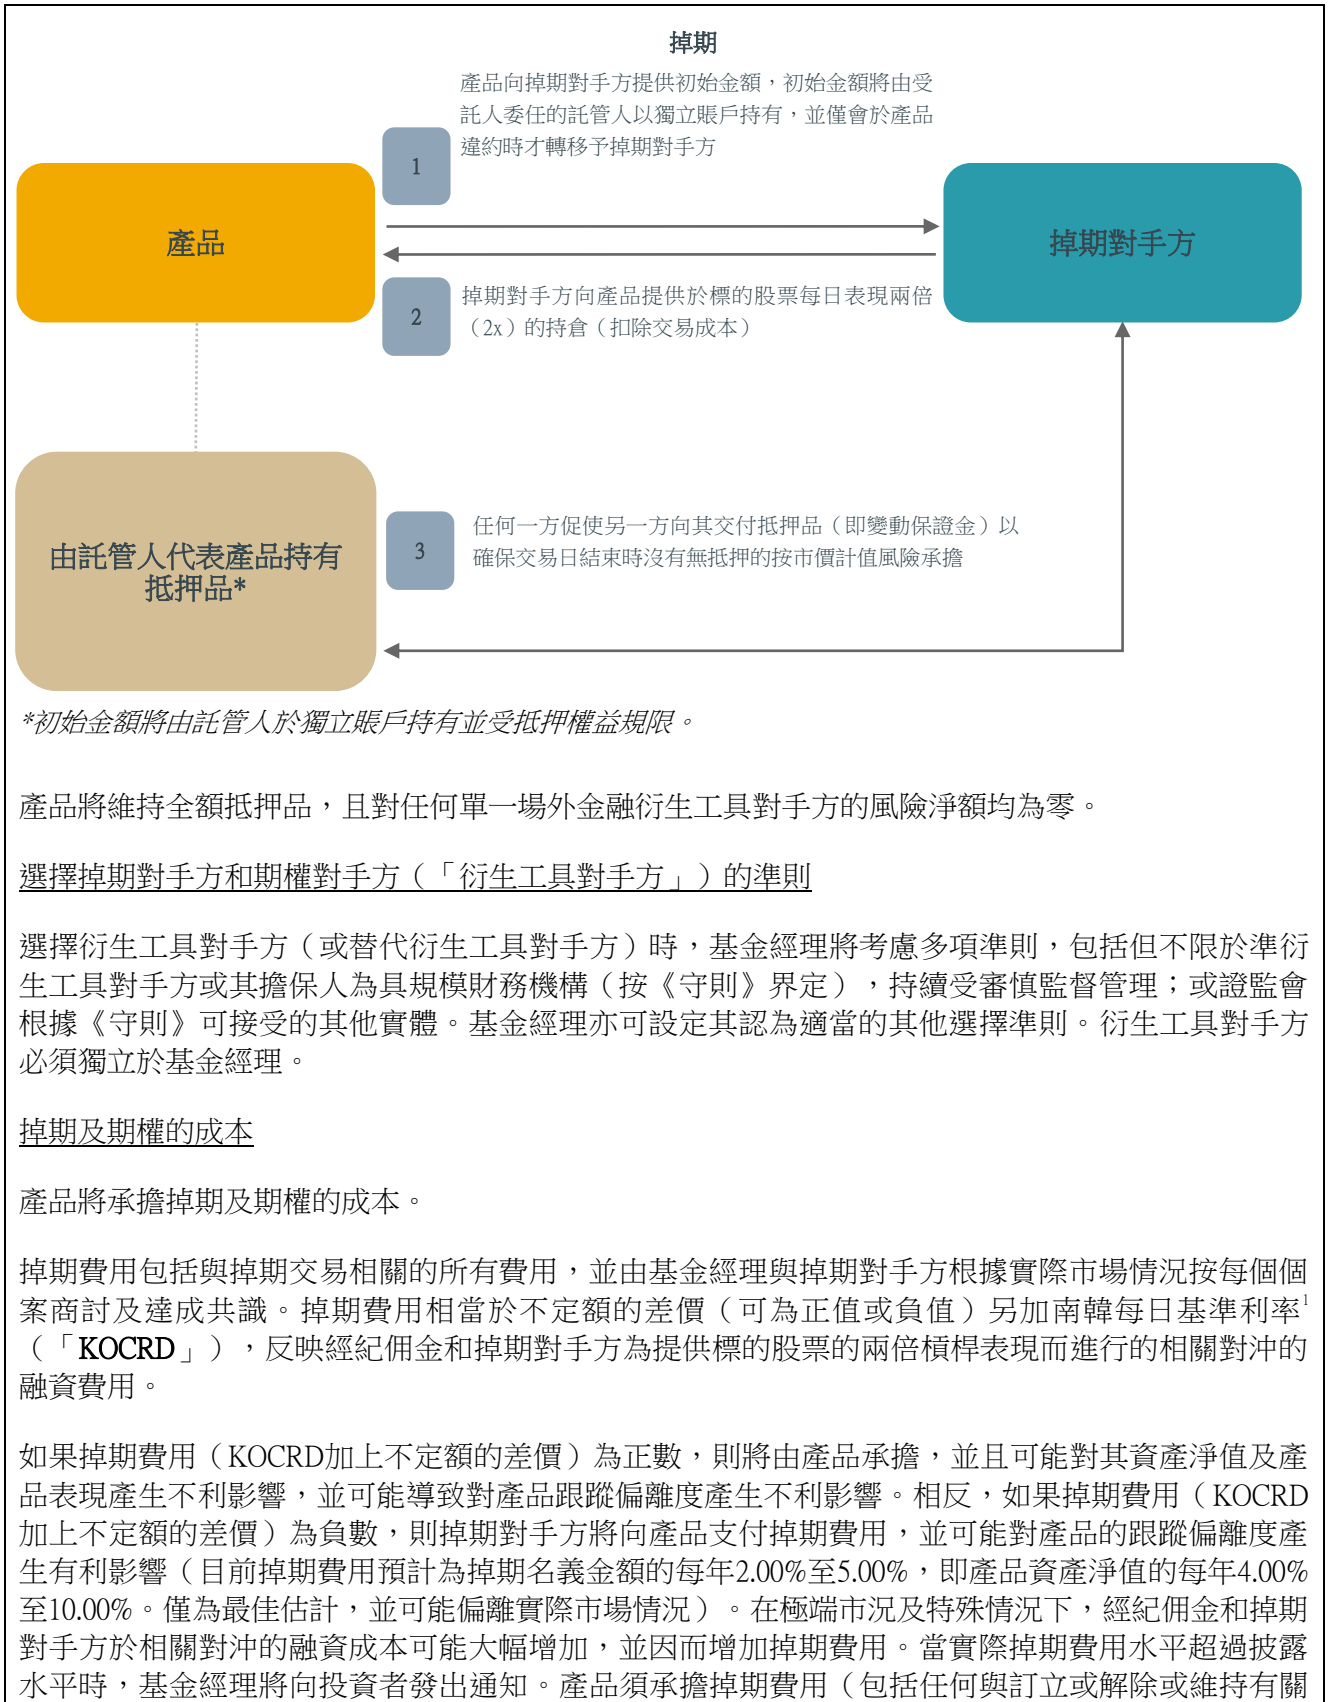 掉期
產品向掉期對手方提供初始金額，初始金額將由受
託人委任的託管人以獨立賬戶持有，並僅會於產品
違約時才轉移予掉期對手方
1
產品
掉期對手方
2
掉期對手方向產品提供於標的股票每日表現兩倍
（2x）的持倉（扣除交易成本）
由託管人代表產品持有
抵押品*
3
任何一方促使另一方向其交付抵押品（即變動保證金）以
確保交易日結束時沒有無抵押的按市價計值風險承擔
*初始金額將由託管人於獨立賬戶持有並受抵押權益規限。
產品將維持全額抵押品，且對任何單一場外金融衍生工具對手方的風險淨額均為零。
選擇掉期對手方和期權對手方（「衍生工具對手方」）的準則
選擇衍生工具對手方（或替代衍生工具對手方）時，基金經理將考慮多項準則，包括但不限於準衍
生工具對手方或其擔保人為具規模財務機構（按《守則》界定），持續受審慎監督管理；或證監會
根據《守則》可接受的其他實體。基金經理亦可設定其認為適當的其他選擇準則。衍生工具對手方
必須獨立於基金經理。
掉期及期權的成本
產品將承擔掉期及期權的成本。
掉期費用包括與掉期交易相關的所有費用，並由基金經理與掉期對手方根據實際市場情況按每個個
案商討及達成共識。掉期費用相當於不定額的差價（可為正值或負值）另加南韓每日基準利率1
（「KOCRD」），反映經紀佣金和掉期對手方為提供標的股票的兩倍槓桿表現而進行的相關對沖的
融資費用。
如果掉期費用（KOCRD加上不定額的差價）為正數，則將由產品承擔，並且可能對其資產淨值及產
品表現產生不利影響，並可能導致對產品跟蹤偏離度產生不利影響。相反，如果掉期費用（KOCRD
加上不定額的差價）為負數，則掉期對手方將向產品支付掉期費用，並可能對產品的跟蹤偏離度產
生有利影響（目前掉期費用預計為掉期名義金額的每年2.00%至5.00%，即產品資產淨值的每年4.00%
至10.00%。僅為最佳估計，並可能偏離實際市場情況）。在極端市況及特殊情況下，經紀佣金和掉期
對手方於相關對沖的融資成本可能大幅增加，並因而增加掉期費用。當實際掉期費用水平超過披露
水平時，基金經理將向投資者發出通知。產品須承擔掉期費用（包括任何與訂立或解除或維持有關